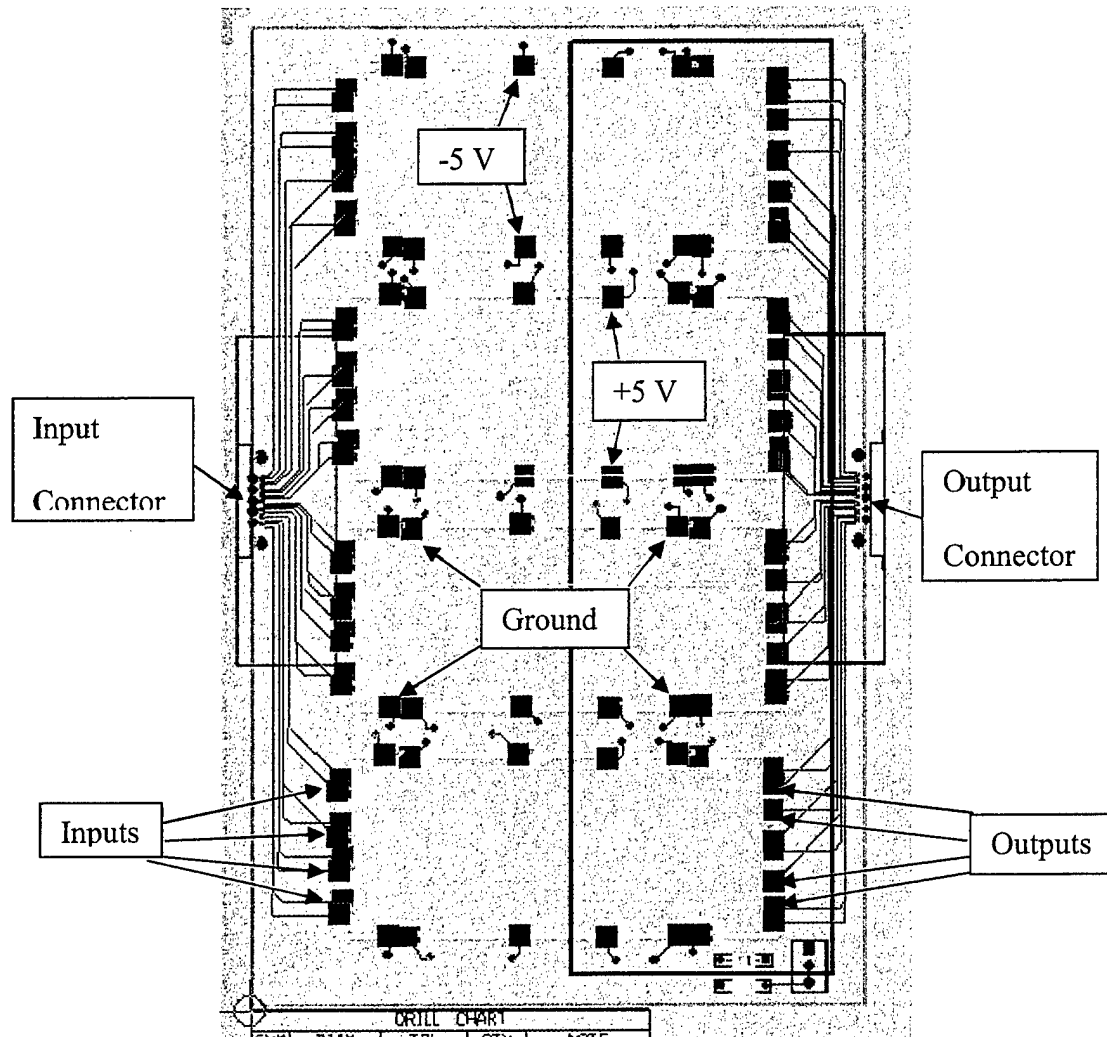 -5 V
+5 V
Input
Connector
Output
Connector
Ground
Inputs
Outputs
DRILL CHART